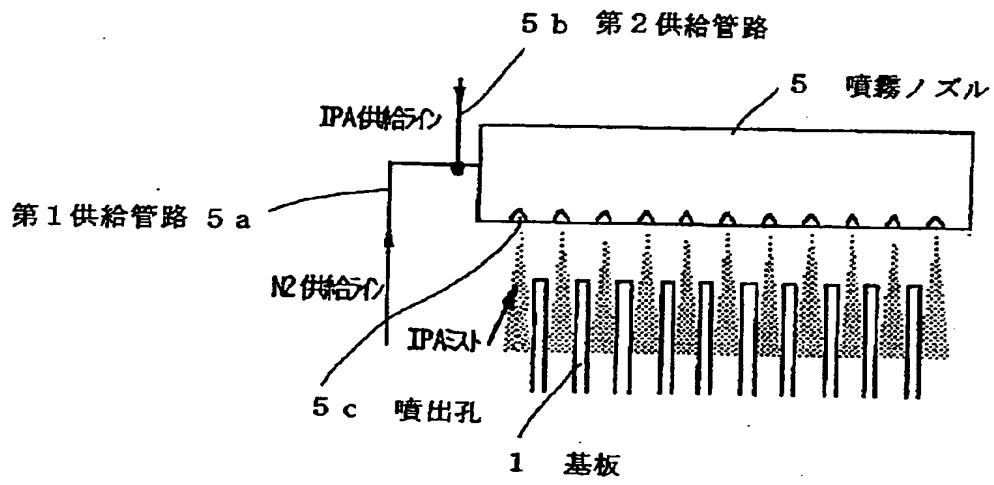 5b 第2供給管路
5 噴霧ノズル
IPA供給ライン
第1供給管路 5a
N2供給ライン
IPAミスト
5c 噴出孔
1 基板